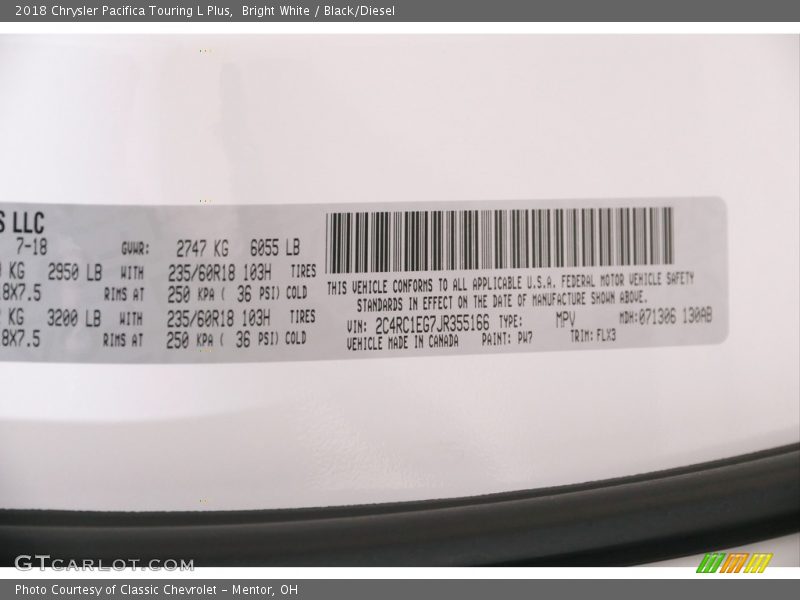 2018 Chrysler Pacifica Touring L Plus, Bright White / Black/Diesel
S LLC
7-18 GVWR: 2747 KG 6055 LB
KG 2950 LB WITH 235/60R18 103H TIRES
8X7.5 RIMS AT 250 KPA ( 36 PSI) COLD
KG 3200 LB WITH 235/60R18 103H TIRES
8X7.5 RIMS AT 250 KPA ( 36 PSI) COLD
THIS VEHICLE CONFORMS TO ALL APPLICABLE U.S.A. FEDERAL MOTOR VEHICLE SAFETY
STANDARDS IN EFFECT ON THE DATE OF MANUFACTURE SHOWN ABOVE.
VIN: 2C4RC1EG7JR355166 TYPE: MPV MDH:071306 130AB
VEHICLE MADE IN CANADA PAINT: PW7 TRIM: FLX3
GTCARLOT.COM
Photo Courtesy of Classic Chevrolet - Mentor, OH